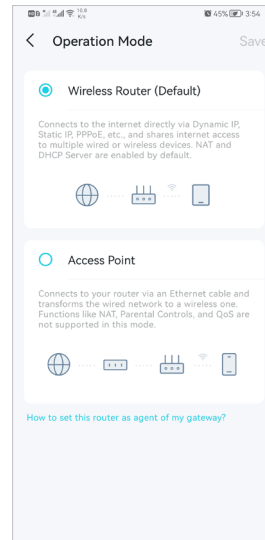 10.8
K/s
45% 3:54
Operation Mode Save
Wireless Router (Default)
Connects to the internet directly via Dynamic IP,
Static IP, PPPoE, etc., and shares internet access
to multiple wired or wireless devices. NAT and
DHCP Server are enabled by default.
Access Point
Connects to your router via an Ethernet cable and
transforms the wired network to a wireless one.
Functions like NAT, Parental Controls, and QoS are
not supported in this mode.
How to set this router as agent of my gateway?